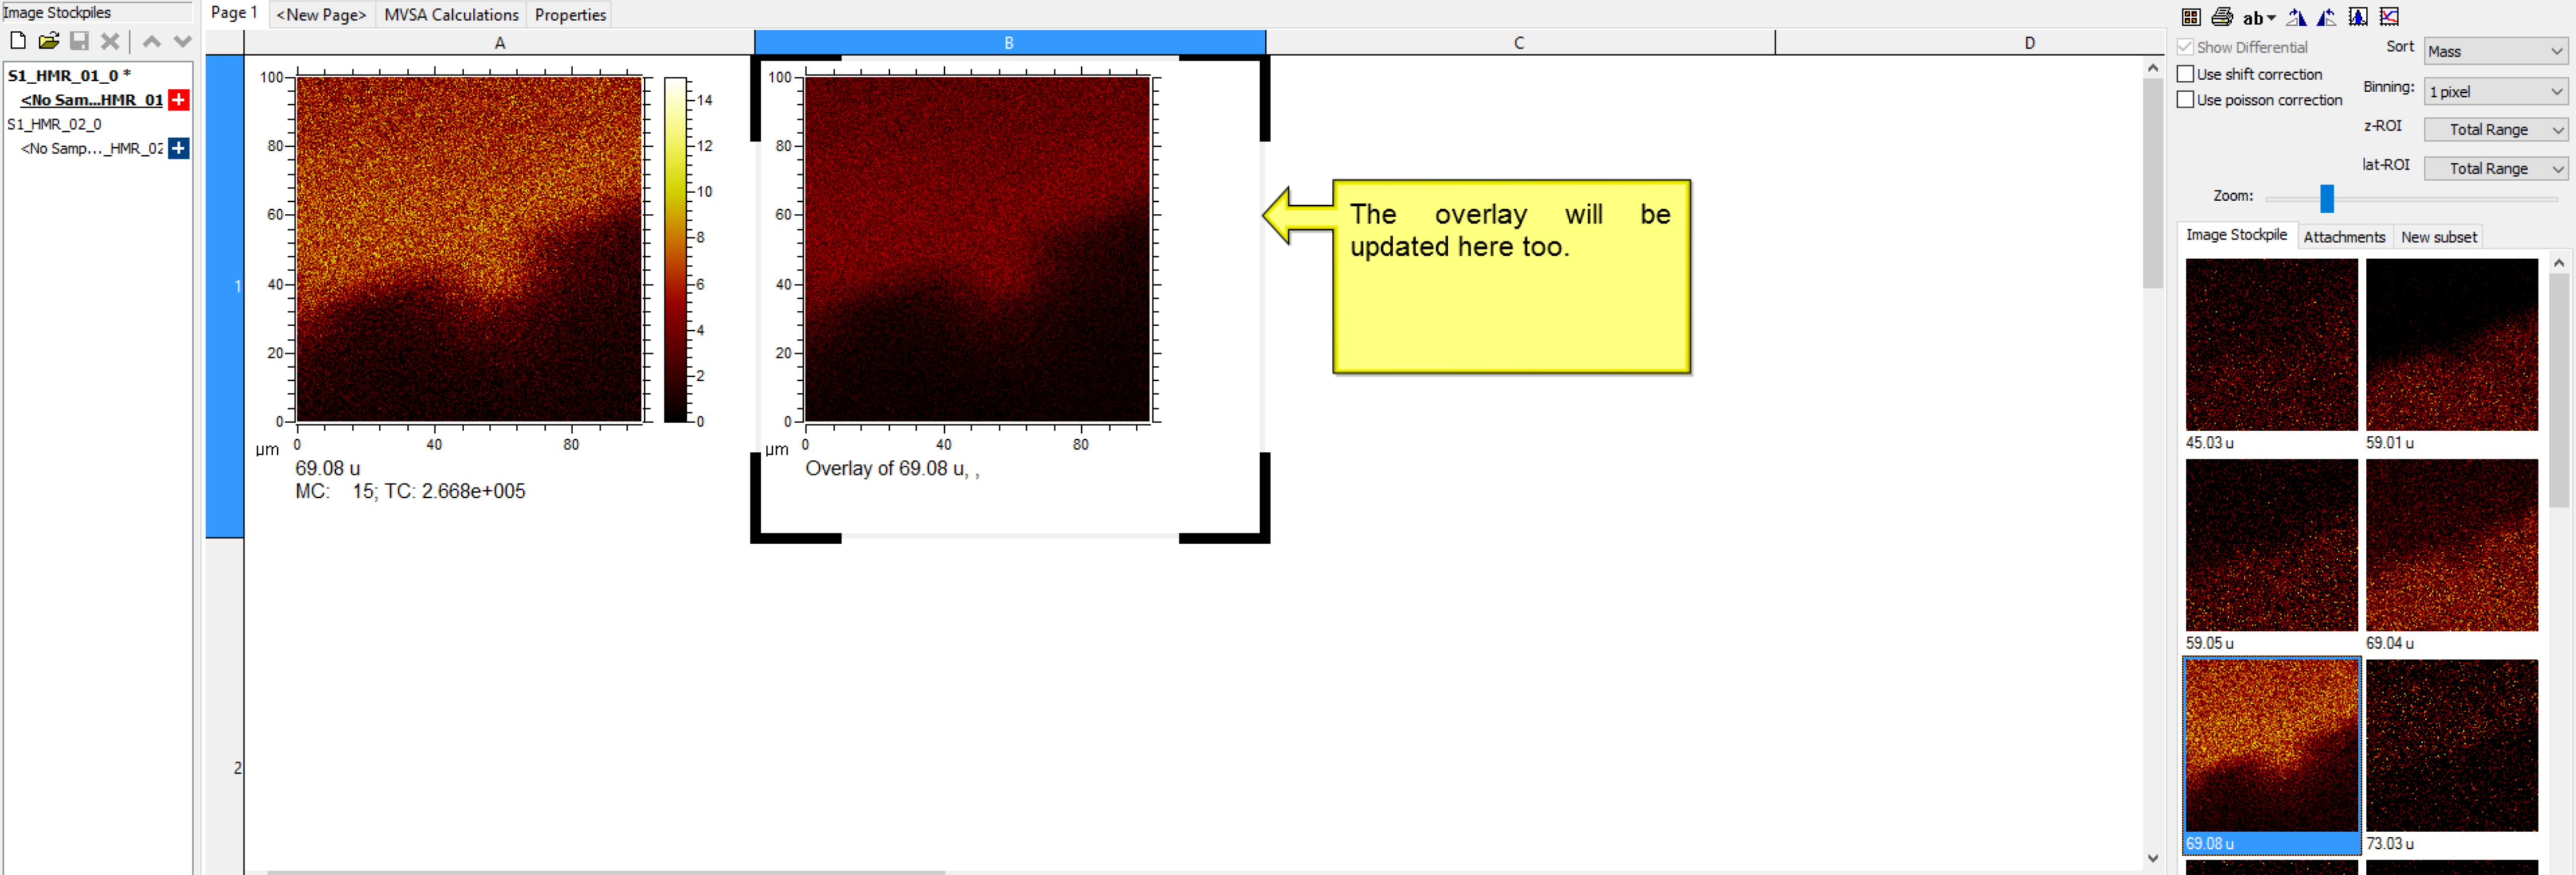 Image Stockpiles
S1_HMR_01_0 *
<No Sam...HMR_01
S1_HMR_02_0
<No Samp..._HMR_02
Page 1 <New Page> MVSA Calculations Properties
A B C D
1
2
100
80
60
40
20
0
µm 0 40 80
14
12
10
8
6
4
2
0
69.08 u
MC: 15; TC: 2.668e+005
100
80
60
40
20
0
µm 0 40 80
Overlay of 69.08 u, ,
The overlay will be
updated here too.
ab
Show Differential Sort Mass
Use shift correction
Binning: 1 pixel
Use poisson correction
z-ROI Total Range
lat-ROI Total Range
Zoom:
Image Stockpile Attachments New subset
45.03 u 59.01 u
59.05 u 69.04 u
69.08 u 73.03 u